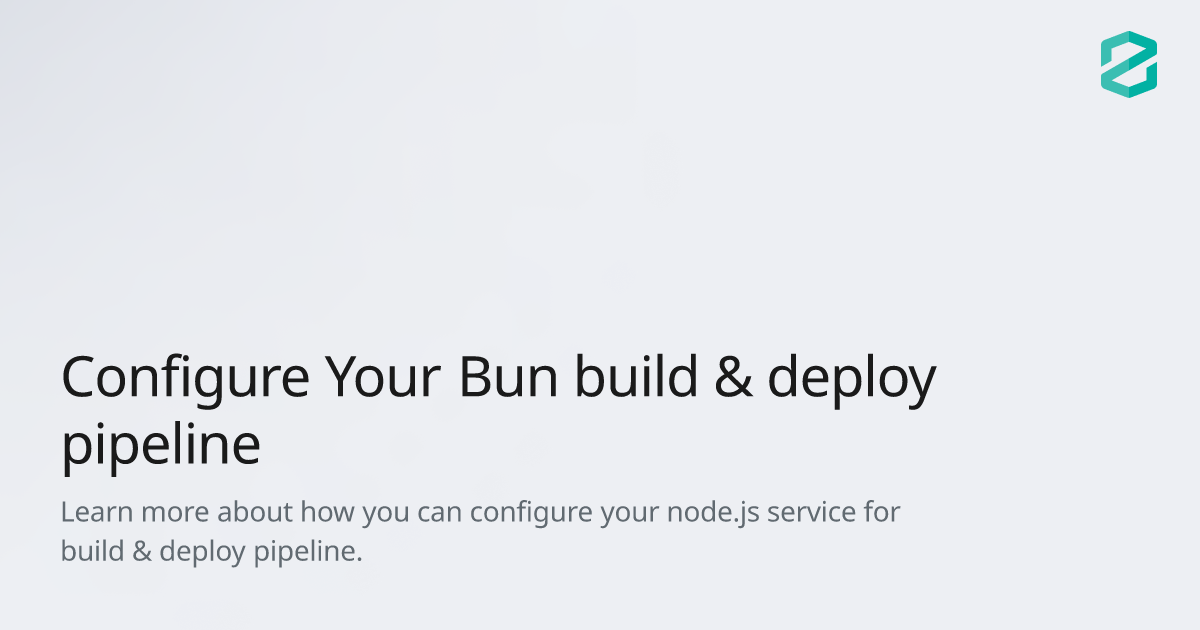 Configure Your Bun build & deploy
pipeline
Learn more about how you can configure your node.js service for
build & deploy pipeline.